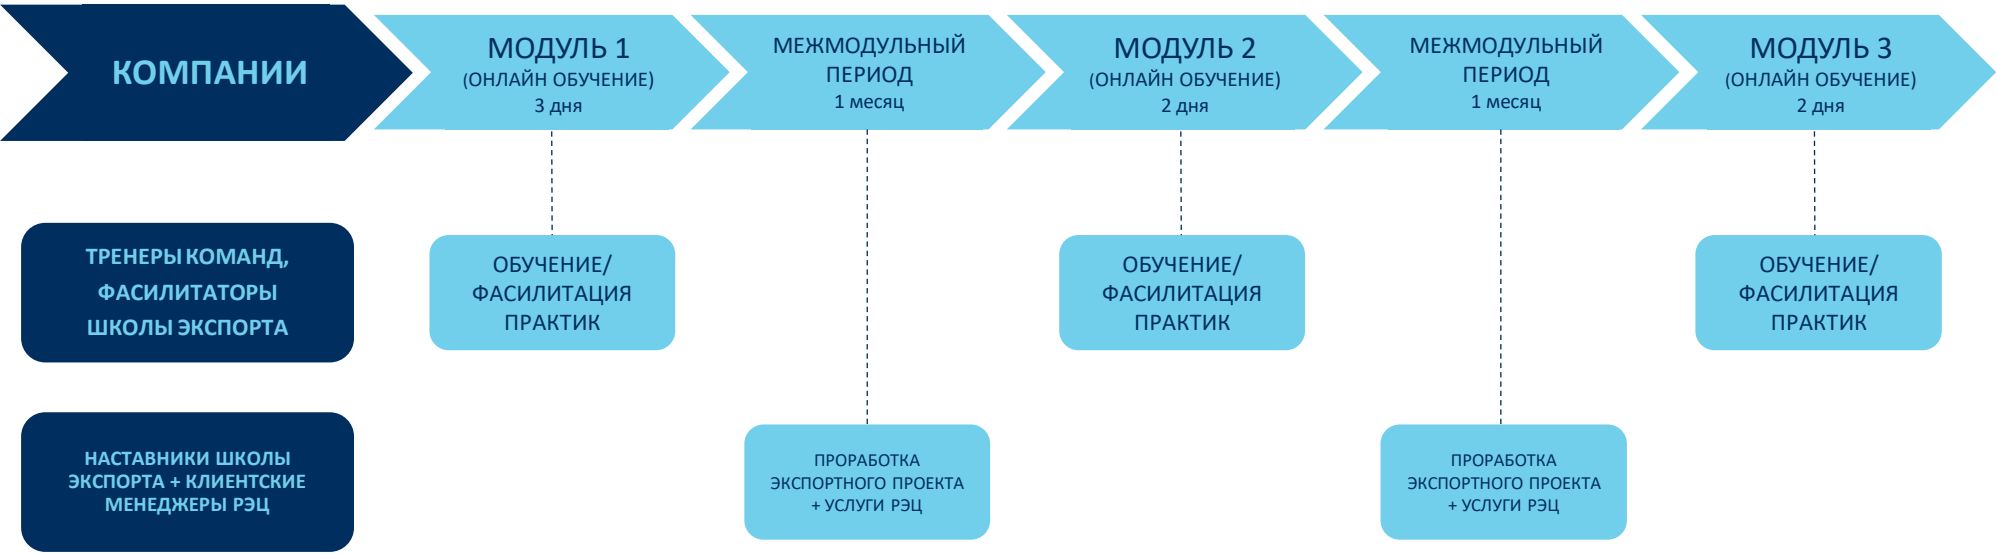 КОМПАНИИ
МОДУЛЬ 1
(ОНЛАЙН ОБУЧЕНИЕ)
3 дня
МЕЖМОДУЛЬНЫЙ
ПЕРИОД
1 месяц
МОДУЛЬ 2
(ОНЛАЙН ОБУЧЕНИЕ)
2 дня
МЕЖМОДУЛЬНЫЙ
ПЕРИОД
1 месяц
МОДУЛЬ 3
(ОНЛАЙН ОБУЧЕНИЕ)
2 дня
ТРЕНЕРЫ КОМАНД,
ФАСИЛИТАТОРЫ
ШКОЛЫ ЭКСПОРТА
ОБУЧЕНИЕ/
ФАСИЛИТАЦИЯ
ПРАКТИК
ОБУЧЕНИЕ/
ФАСИЛИТАЦИЯ
ПРАКТИК
ОБУЧЕНИЕ/
ФАСИЛИТАЦИЯ
ПРАКТИК
НАСТАВНИКИ ШКОЛЫ
ЭКСПОРТА + КЛИЕНТСКИЕ
МЕНЕДЖЕРЫ РЭЦ
ПРОРАБОТКА
ЭКСПОРТНОГО ПРОЕКТА
+ УСЛУГИ РЭЦ
ПРОРАБОТКА
ЭКСПОРТНОГО ПРОЕКТА
+ УСЛУГИ РЭЦ